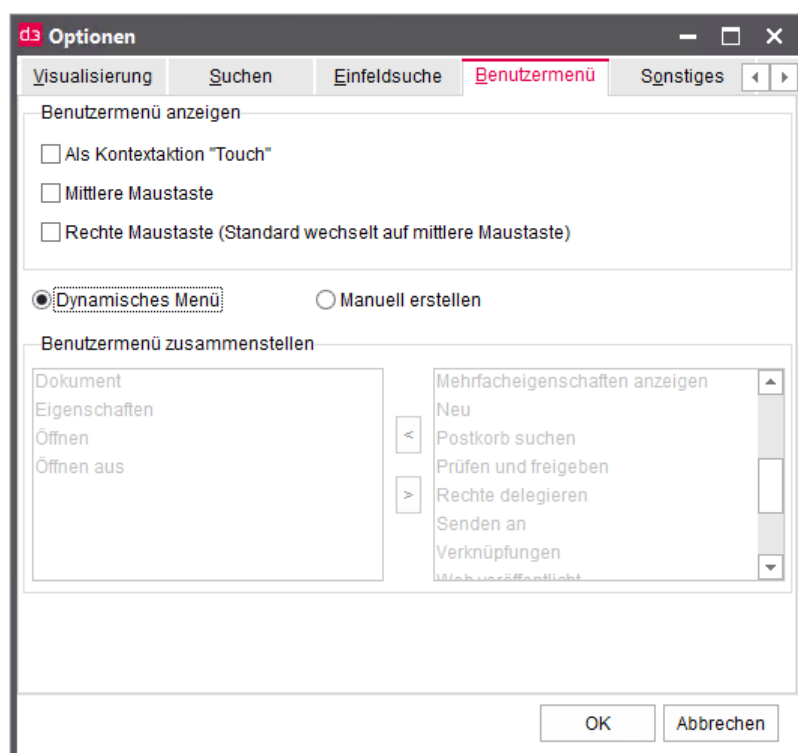 d3 Optionen
Visualisierung Suchen Einfeldsuche Benutzermenü Sonstiges
Benutzermenü anzeigen
Als Kontextaktion "Touch"
Mittlere Maustaste
Rechte Maustaste (Standard wechselt auf mittlere Maustaste)
Dynamisches Menü Manuell erstellen
Benutzermenü zusammenstellen
Dokument
Eigenschaften
Öffnen
Öffnen aus
<
>
Mehrfacheigenschaften anzeigen
Neu
Postkorb suchen
Prüfen und freigeben
Rechte delegieren
Senden an
Verknüpfungen
Web veröffentlicht
OK Abbrechen